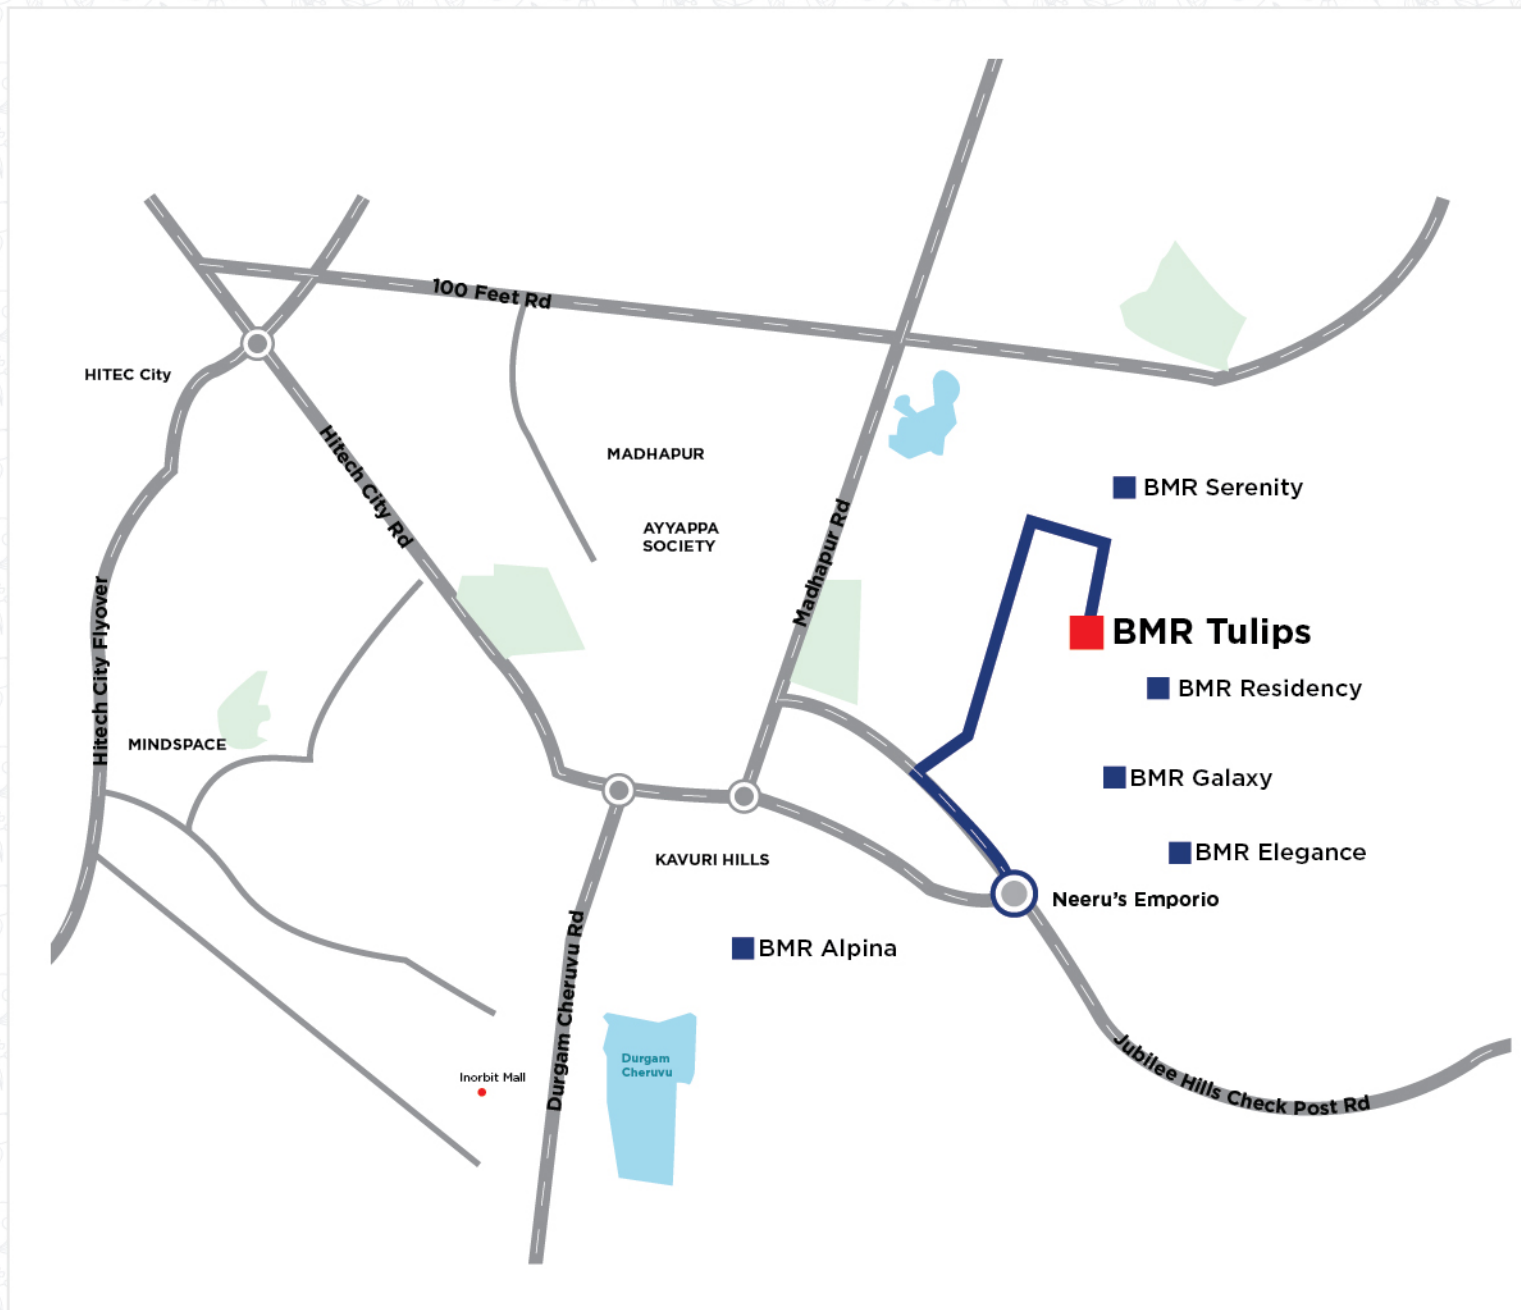 100 Feet Rd
HITEC City
Hitech City Rd
MADHAPUR
BMR Serenity
AYYAPPA
SOCIETY
Madhapur Rd
BMR Tulips
Hitech City Flyover
BMR Residency
MINDSPACE
BMR Galaxy
KAVURI HILLS
BMR Elegance
Neeru's Emporio
BMR Alpina
Durgam Cheruvu Rd
Durgam
Cheruvu
Inorbit Mall
Jubilee Hills Check Post Rd